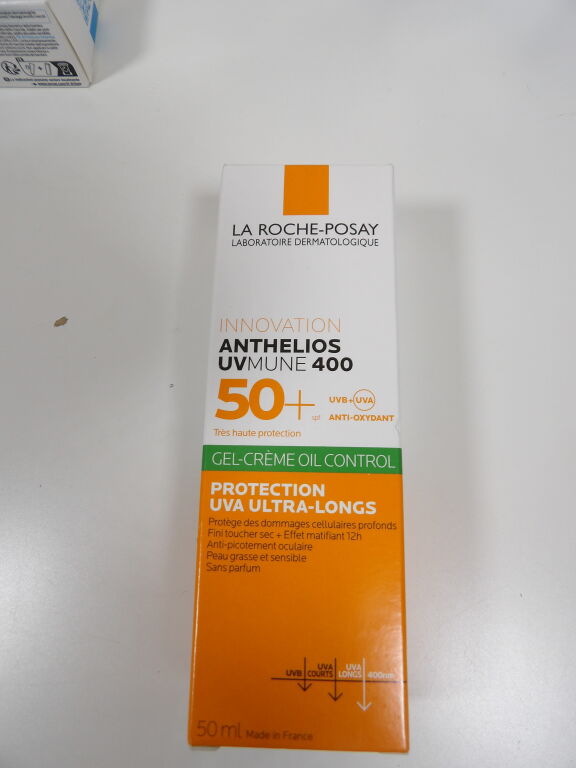 LA ROCHE-POSAY
LABORATOIRE DERMATOLOGIQUE
INNOVATION
ANTHELIOS
UVMUNE 400
50+ spf
UVB+UVA
ANTI-OXYDANT
Très haute protection
GEL-CRÈME OIL CONTROL
PROTECTION
UVA ULTRA-LONGS
Protège des dommages cellulaires profonds
Fini toucher sec + Effet matifiant 12h
Anti-picotement oculaire
Peau grasse et sensible
Sans parfum
UVB UVA COURTS UVA LONGS 400nm
50 ml Made in France